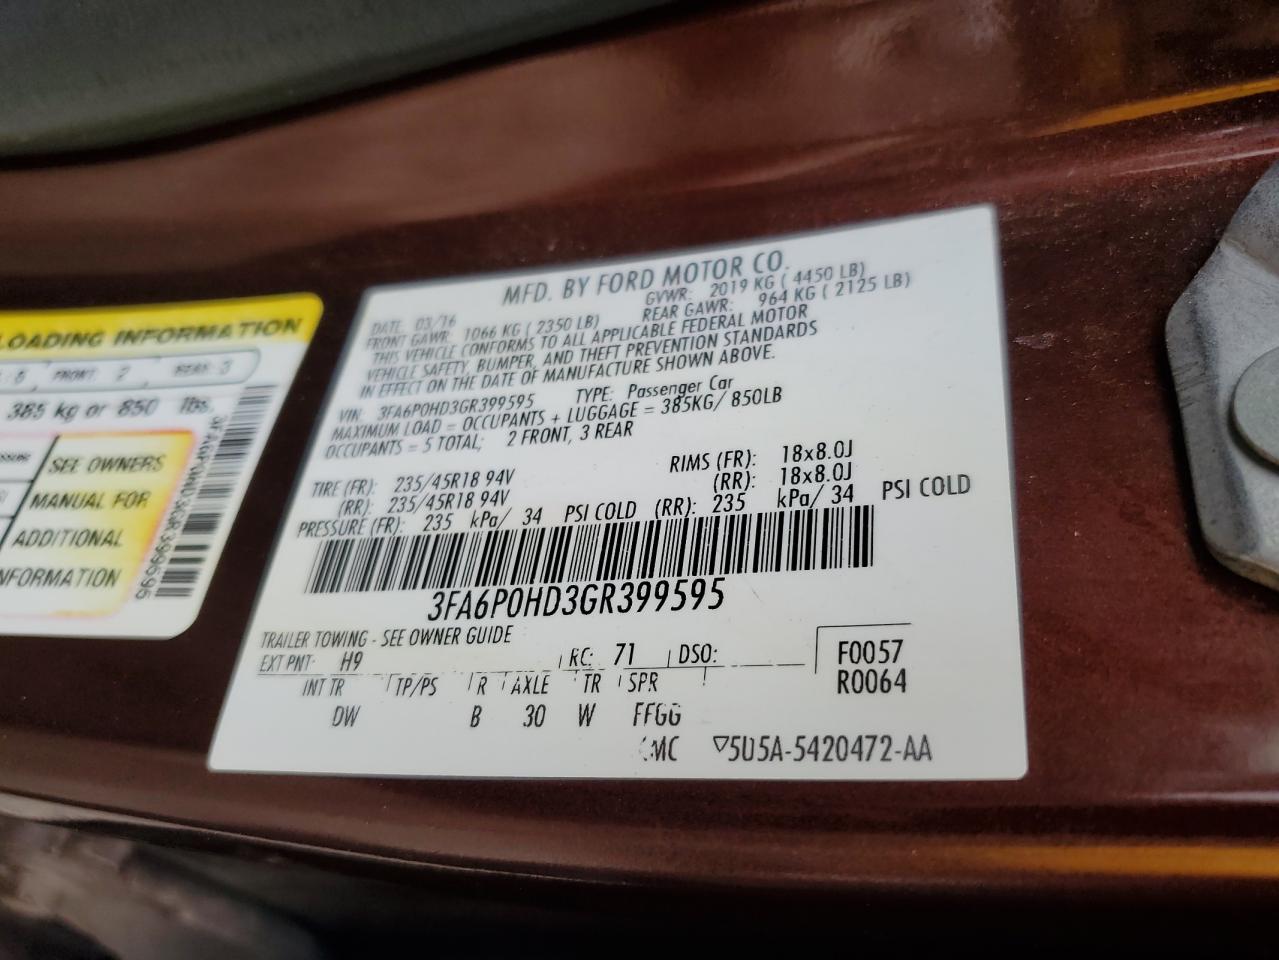 LOADING INFORMATION
: 5 FRONT: 2 REAR: 3
385 kg or 850 lbs.
SEE OWNERS
MANUAL FOR
ADDITIONAL
INFORMATION
3FA6P0HD3GR399595
MFD. BY FORD MOTOR CO.
DATE: 03/16 GVWR: 2019 KG ( 4450 LB)
FRONT GAWR: 1066 KG ( 2350 LB) REAR GAWR: 964 KG ( 2125 LB)
THIS VEHICLE CONFORMS TO ALL APPLICABLE FEDERAL MOTOR
VEHICLE SAFETY, BUMPER, AND THEFT PREVENTION STANDARDS
IN EFFECT ON THE DATE OF MANUFACTURE SHOWN ABOVE.
VIN: 3FA6P0HD3GR399595 TYPE: Passenger Car
MAXIMUM LOAD = OCCUPANTS + LUGGAGE = 385KG/ 850LB
OCCUPANTS = 5 TOTAL; 2 FRONT, 3 REAR
TIRE (FR): 235/45R18 94V RIMS (FR): 18x8.0J
(RR): 235/45R18 94V (RR): 18x8.0J
PRESSURE (FR): 235 kPa/ 34 PSI COLD (RR): 235 kPa/ 34 PSI COLD
3FA6P0HD3GR399595
TRAILER TOWING - SEE OWNER GUIDE
EXT PNT: H9 RC: 71 DSO: F0057
INT TR TP/PS R AXLE TR SPR R0064
DW B 30 W FFGG
MC ▽5U5A-5420472-AA